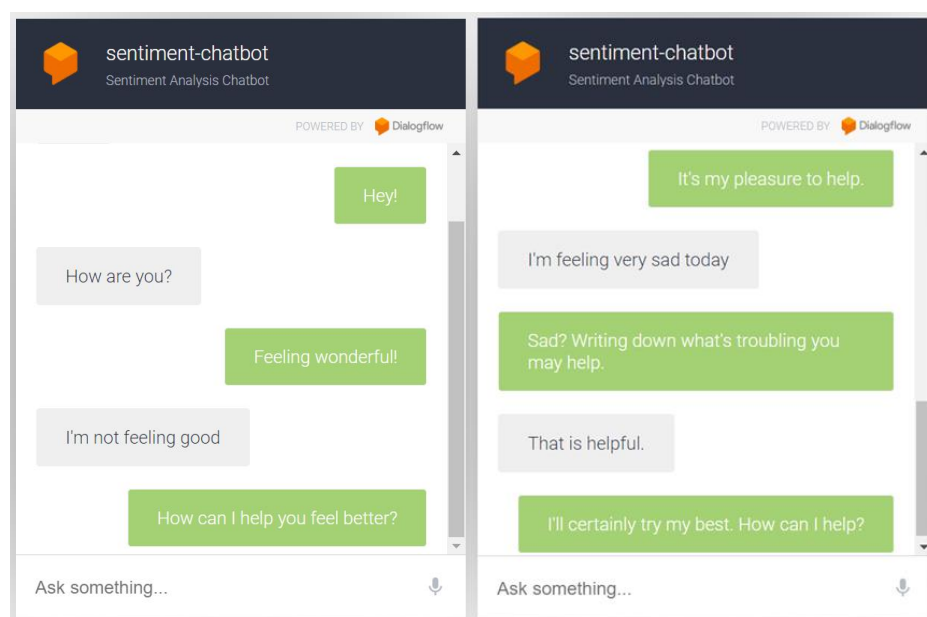 sentiment-chatbot
Sentiment Analysis Chatbot
POWERED BY Dialogflow
Hey!
How are you?
Feeling wonderful!
I'm not feeling good
How can I help you feel better?
Ask something...
sentiment-chatbot
Sentiment Analysis Chatbot
POWERED BY Dialogflow
It's my pleasure to help.
I'm feeling very sad today
Sad? Writing down what's troubling you
may help.
That is helpful.
I'll certainly try my best. How can I help?
Ask something...